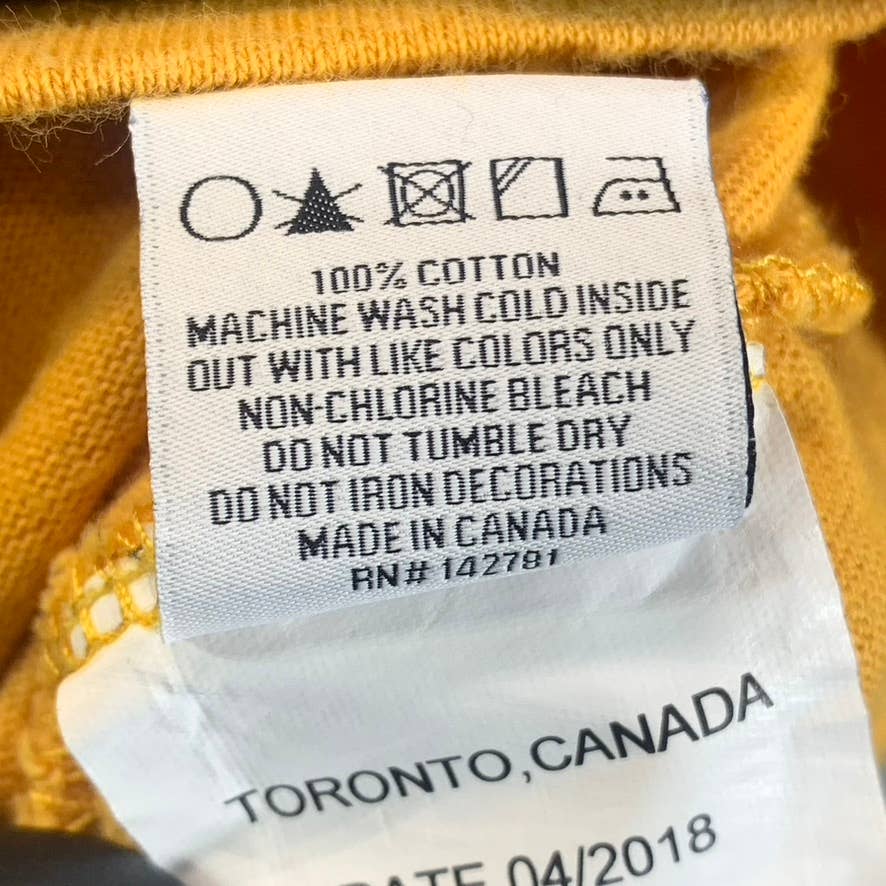 100% COTTON
MACHINE WASH COLD INSIDE
OUT WITH LIKE COLORS ONLY
NON-CHLORINE BLEACH
DO NOT TUMBLE DRY
DO NOT IRON DECORATIONS
MADE IN CANADA
RN# 142781
TORONTO,CANADA
04/2018